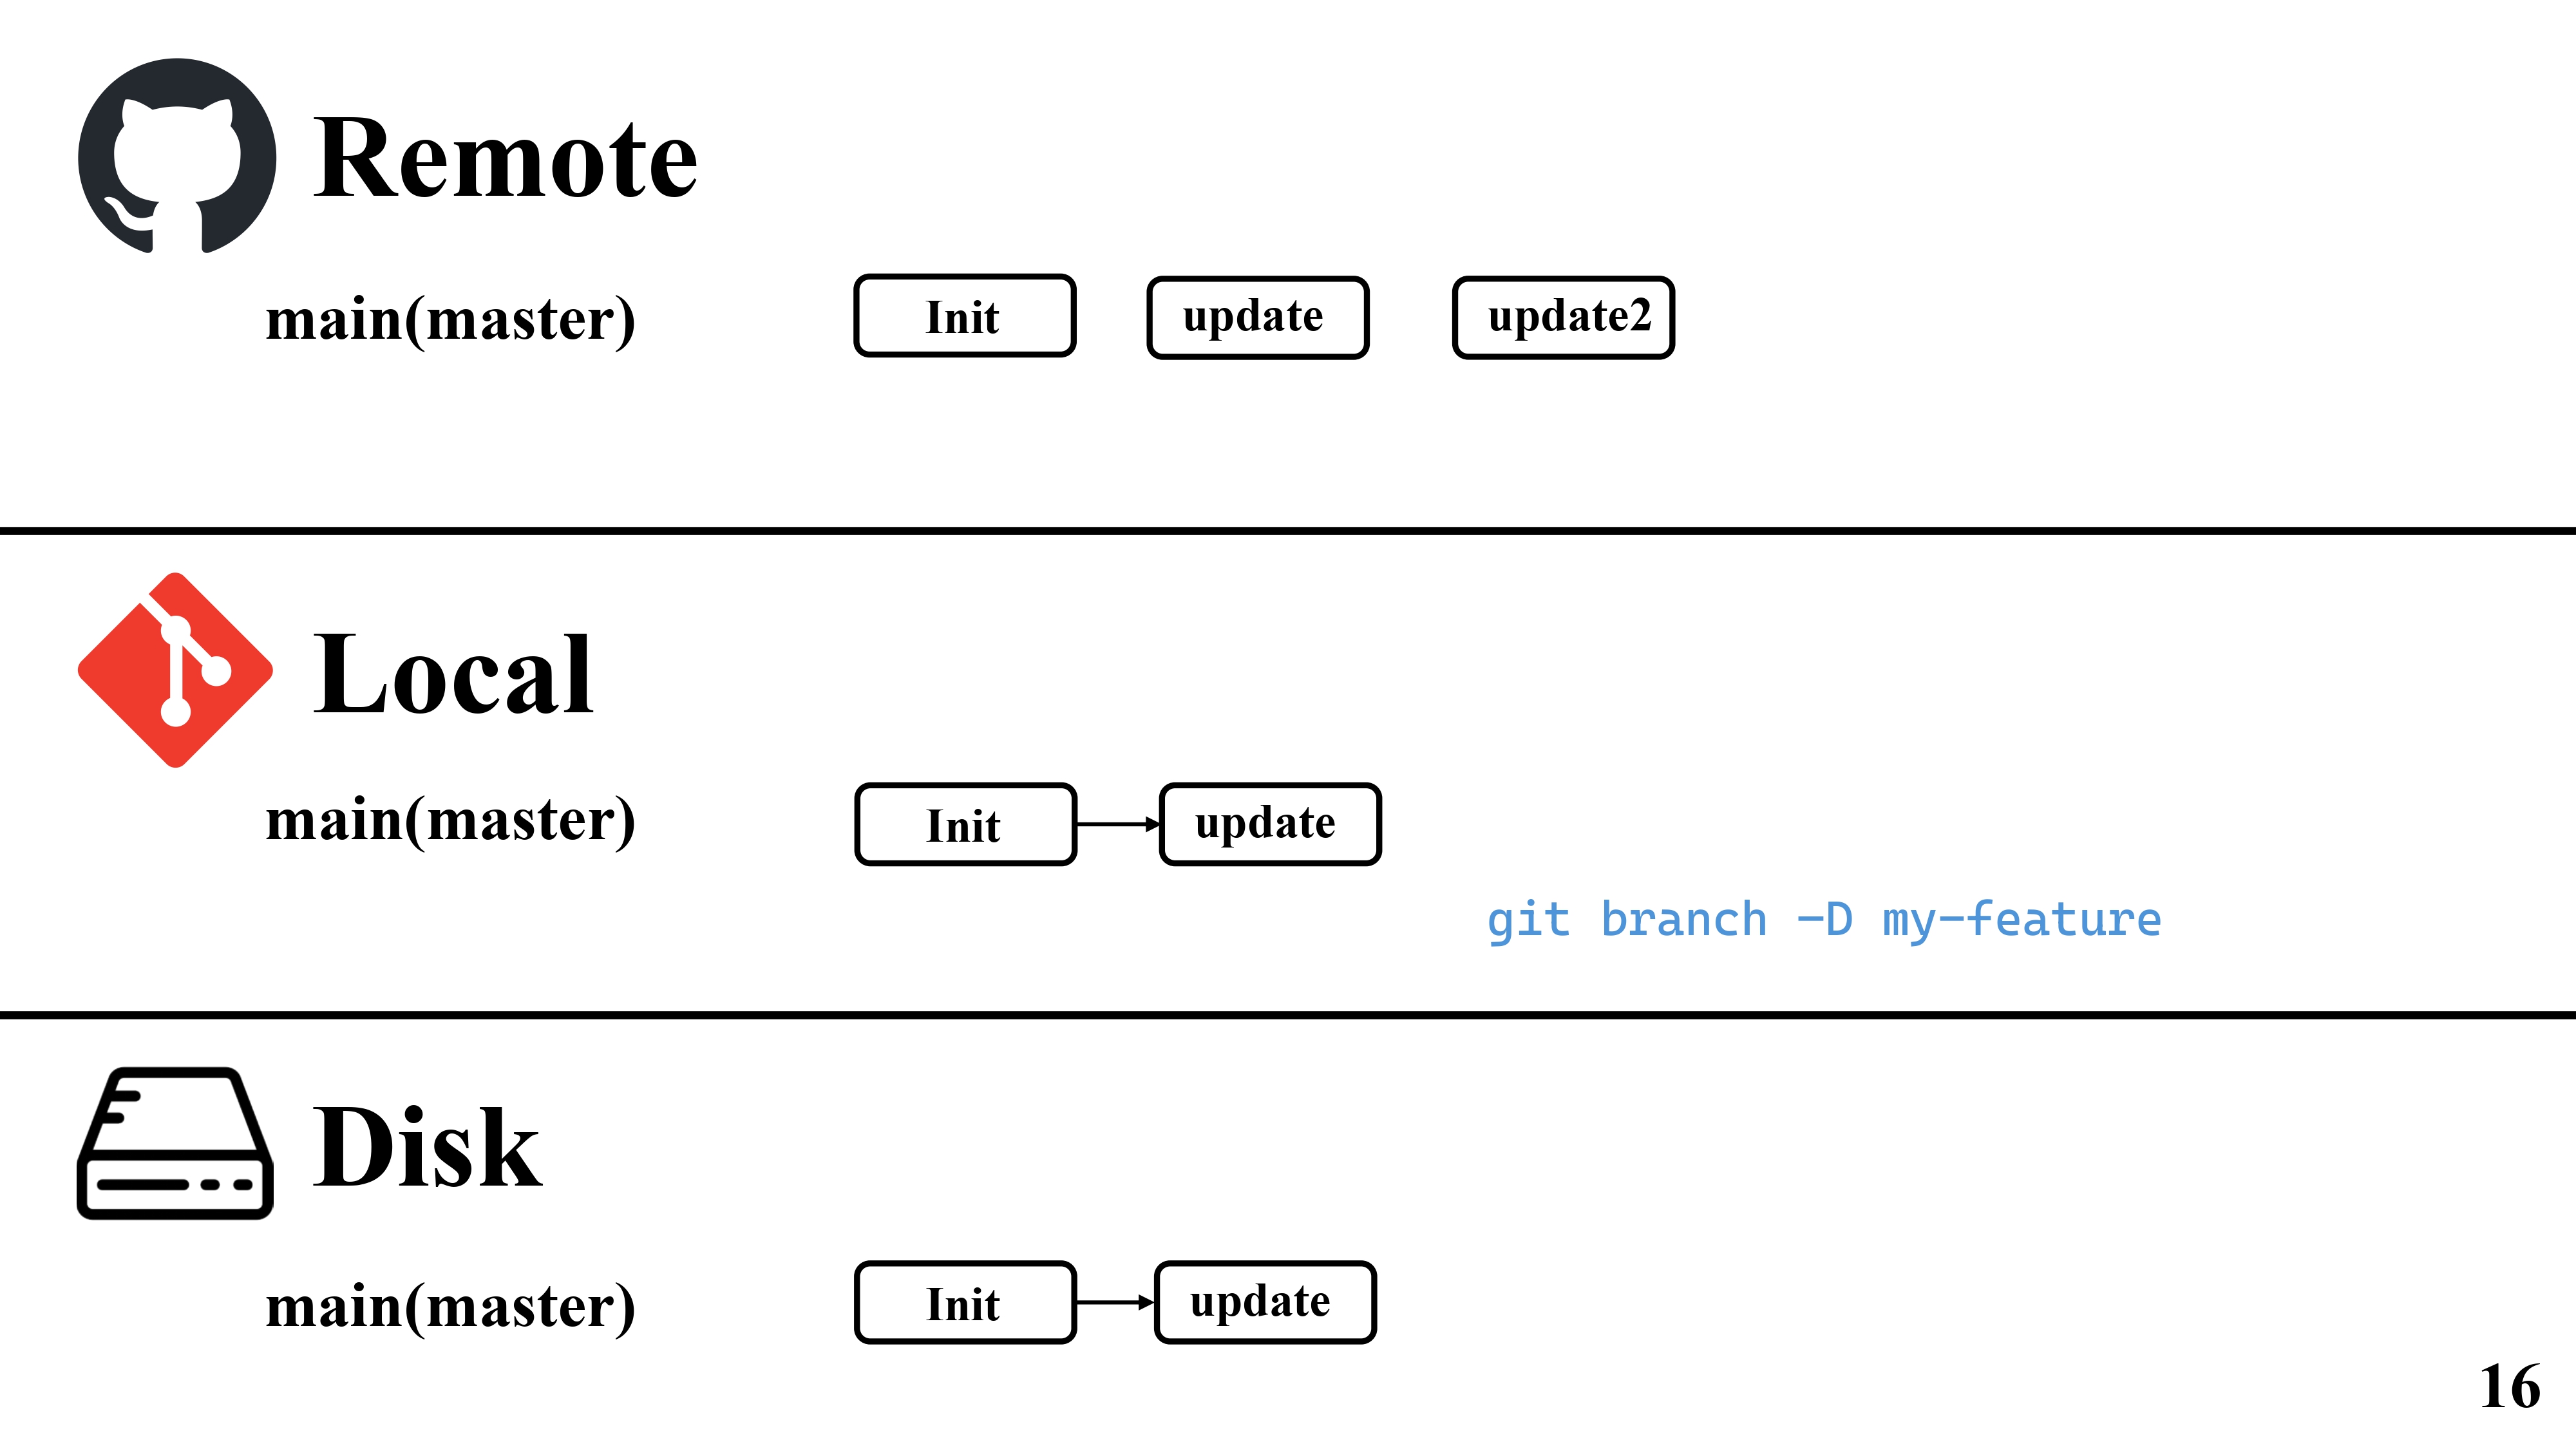 Remote
main(master) Init update update2
Local
main(master) Init update
git branch -D my-feature
Disk
main(master) Init update
16